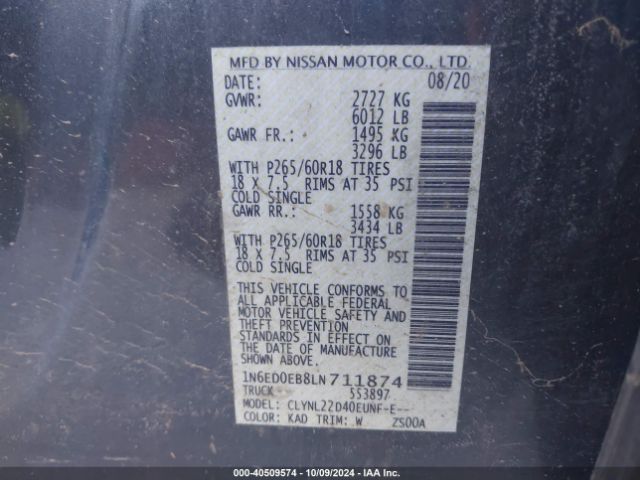 MFD BY NISSAN MOTOR CO., LTD.
DATE: 08/20
GVWR: 2727 KG
6012 LB
GAWR FR.: 1495 KG
3296 LB
WITH P265/60R18 TIRES
18 X 7.5 RIMS AT 35 PSI
COLD SINGLE
GAWR RR.: 1558 KG
3434 LB
WITH P265/60R18 TIRES
18 X 7.5 RIMS AT 35 PSI
COLD SINGLE
THIS VEHICLE CONFORMS TO
ALL APPLICABLE FEDERAL
MOTOR VEHICLE SAFETY AND
THEFT PREVENTION
STANDARDS IN EFFECT ON
THE DATE OF MANUFACTURE
SHOWN ABOVE.
1N6ED0EB8LN711874
TRUCK 553897
MODEL: CLYNL22D40EUNF-E--
COLOR: KAD TRIM: W ZS00A
000-40509574 | 10/09/2024 | IAA Inc.